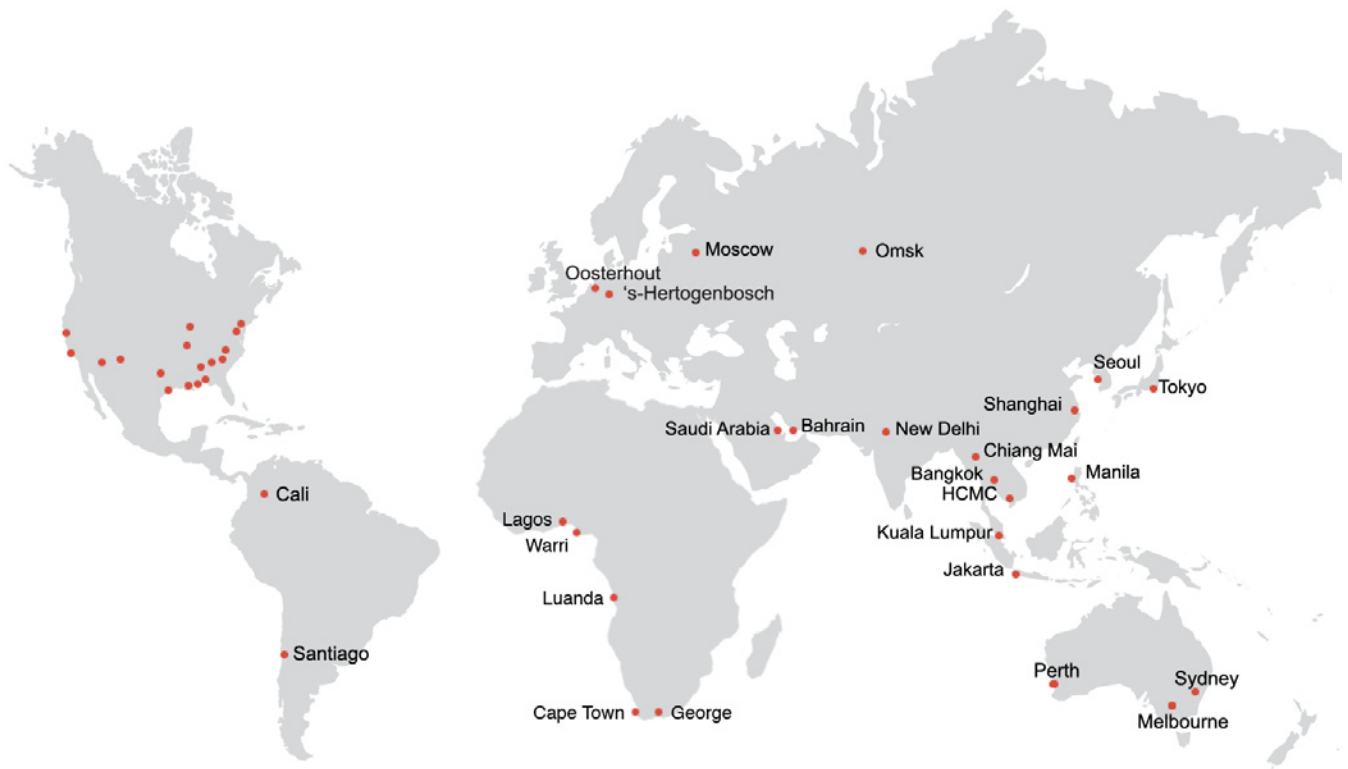 Moscow
Omsk
Oosterhout
‘s-Hertogenbosch
Seoul
Tokyo
Shanghai
Saudi Arabia
Bahrain
New Delhi
Chiang Mai
Bangkok
Manila
HCMC
Cali
Lagos
Kuala Lumpur
Warri
Jakarta
Luanda
Santiago
Perth
Sydney
Cape Town
George
Melbourne